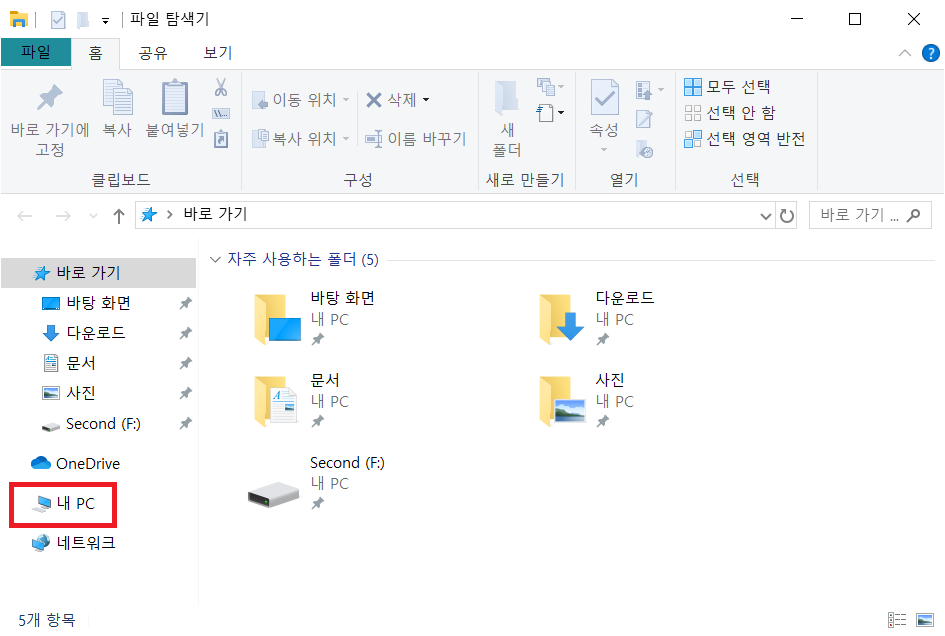 파일 탐색기
파일 홈 공유 보기
바로 가기에 고정
복사
붙여넣기
클립보드
이동 위치
복사 위치
삭제
이름 바꾸기
구성
새 폴더
새로 만들기
속성
열기
모두 선택
선택 안 함
선택 영역 반전
선택
바로 가기
바로 가기 ...
바로 가기
바탕 화면
다운로드
문서
사진
Second (F:)
OneDrive
내 PC
네트워크
자주 사용하는 폴더 (5)
바탕 화면
내 PC
다운로드
내 PC
문서
내 PC
사진
내 PC
Second (F:)
내 PC
5개 항목